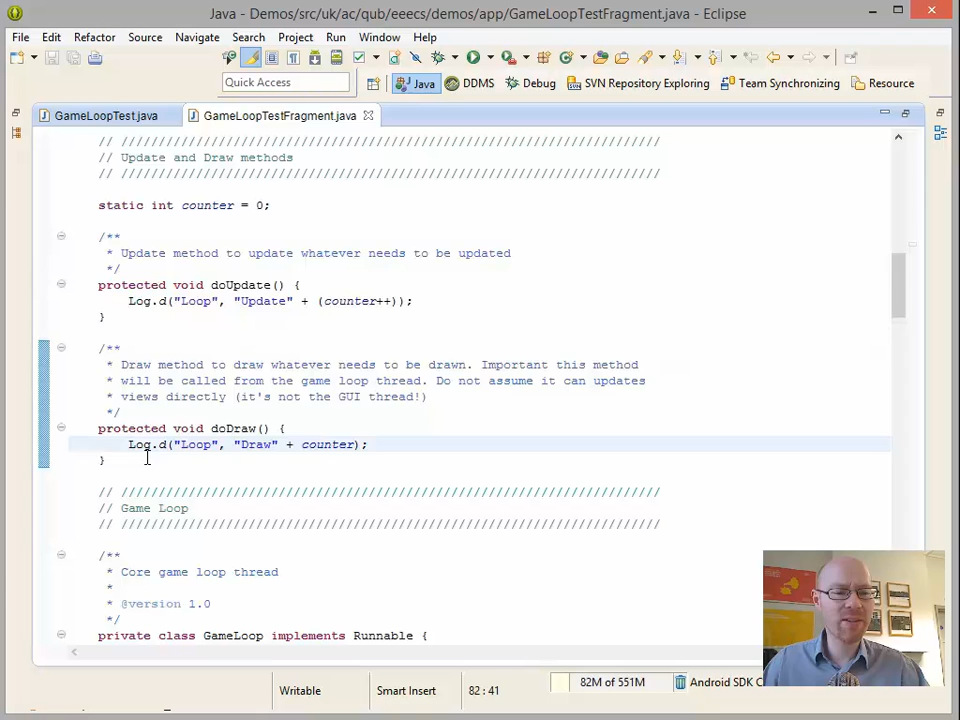 Java - Demos/src/uk/ac/qub/eeecs/demos/app/GameLoopTestFragment.java - Eclipse
File Edit Refactor Source Navigate Search Project Run Window Help
Quick Access Java DDMS Debug SVN Repository Exploring Team Synchronizing Resource
GameLoopTest.java GameLoopTestFragment.java
// ////////////////////////////////////////////////////////////////////////
// Update and Draw methods
// ////////////////////////////////////////////////////////////////////////
static int counter = 0;
/**
* Update method to update whatever needs to be updated
*/
protected void doUpdate() {
Log.d("Loop", "Update" + (counter++));
}
/**
* Draw method to draw whatever needs to be drawn. Important this method
* will be called from the game loop thread. Do not assume it can updates
* views directly (it's not the GUI thread!)
*/
protected void doDraw() {
Log.d("Loop", "Draw" + counter);
}
// ////////////////////////////////////////////////////////////////////////
// Game Loop
// ////////////////////////////////////////////////////////////////////////
/**
* Core game loop thread
*
* @version 1.0
*/
private class GameLoop implements Runnable {
Writable Smart Insert 82 : 41 82M of 551M Android SDK C